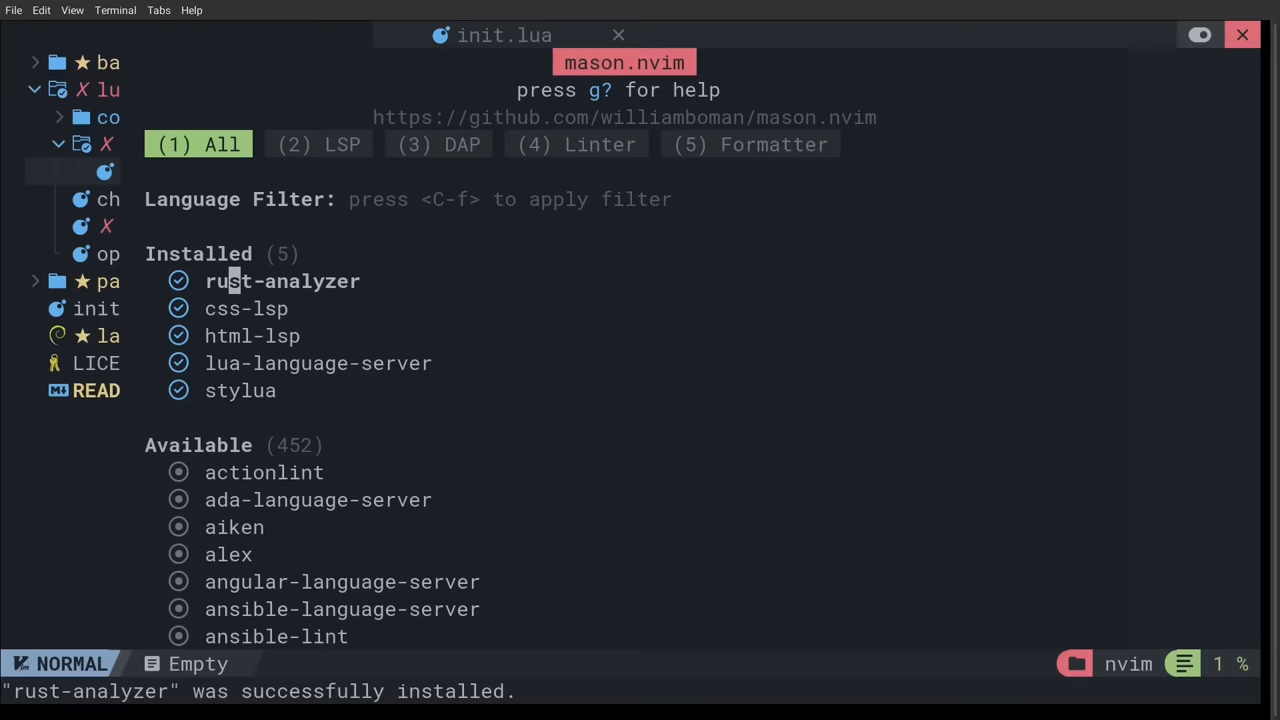 File Edit View Terminal Tabs Help
init.lua
ba
mason.nvim
X lu
press g? for help
co
https://github.com/williamboman/mason.nvim
X
(1) All (2) LSP (3) DAP (4) Linter (5) Formatter
ch
Language Filter: press <C-f> to apply filter
X
op
Installed (5)
pa
rust-analyzer
init
css-lsp
la
html-lsp
LICE
lua-language-server
READ
stylua
Available (452)
actionlint
ada-language-server
aiken
alex
angular-language-server
ansible-language-server
ansible-lint
NORMAL Empty nvim 1 %
"rust-analyzer" was successfully installed.